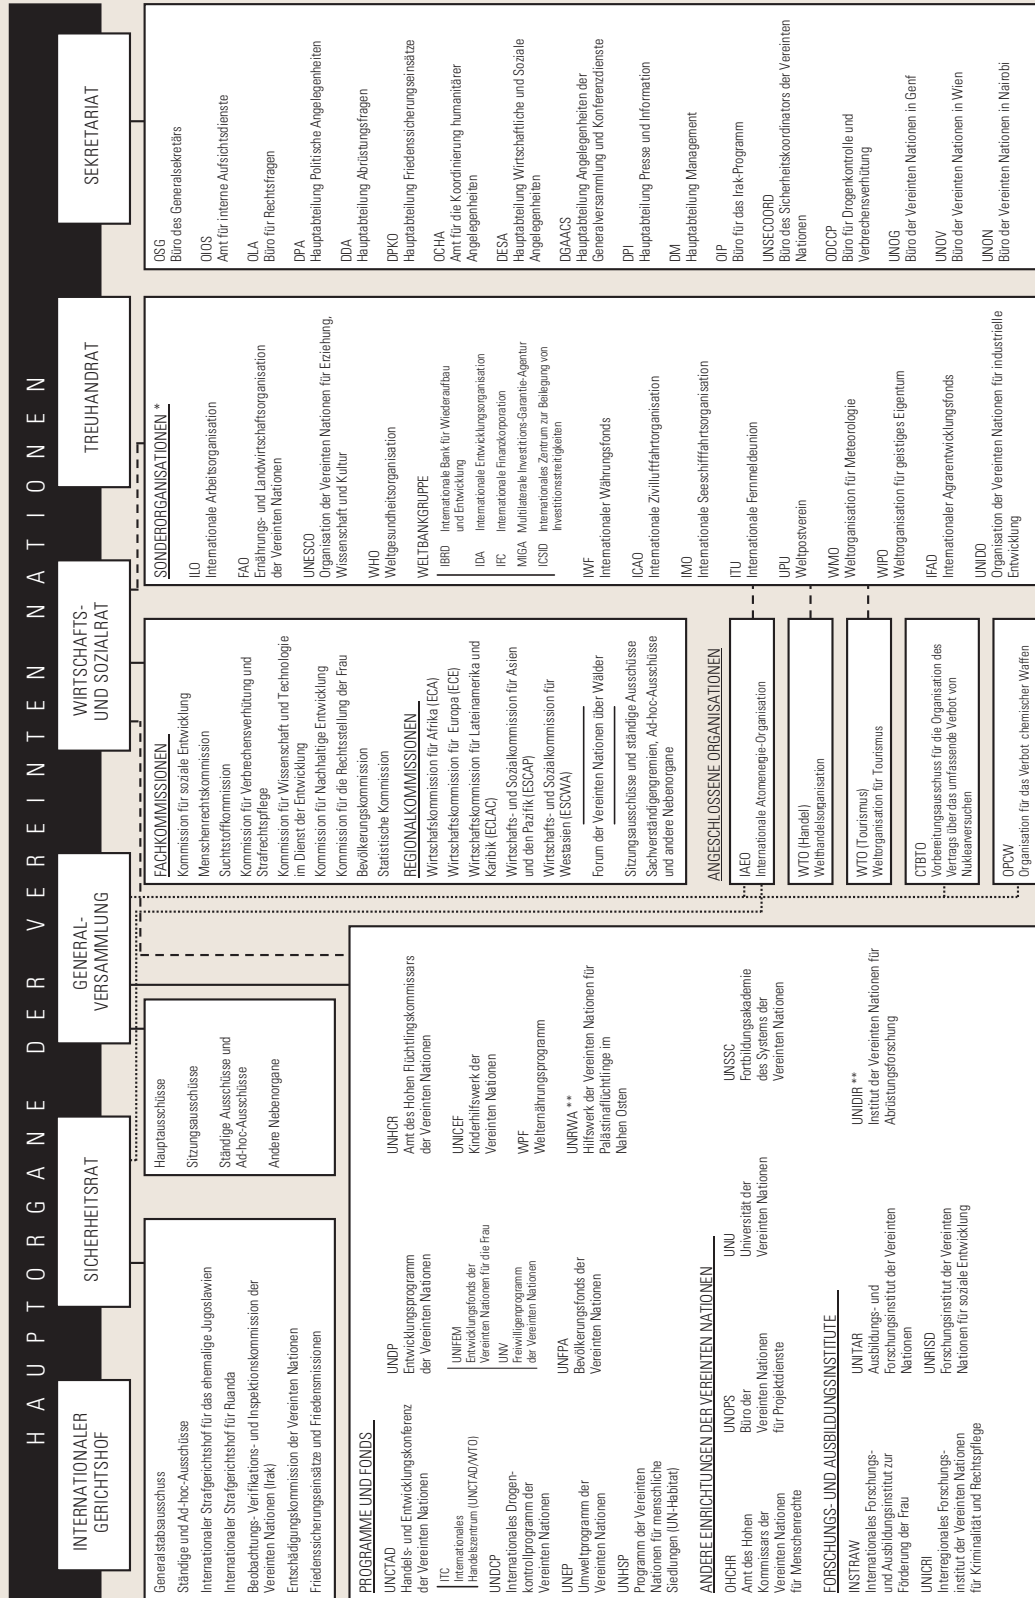 HAUPTORGANE DER VEREINTEN NATIONEN
INTERNATIONALER
GERICHTSHOF
SICHERHEITSRAT
GENERAL-
VERSAMMLUNG
WIRTSCHAFTS-
UND SOZIALRAT
TREUHANDRAT
SEKRETARIAT
Generalstabsausschuss
Ständige und Ad-hoc-Ausschüsse
Internationaler Strafgerichtshof für das ehemalige Jugoslawien
Internationaler Strafgerichtshof für Ruanda
Beobachtungs- Verifikations- und Inspektionskommission der
Vereinten Nationen (Irak)
Entschädigungskommission der Vereinten Nationen
Friedenssicherungseinsätze und Friedensmissionen
Hauptausschüsse
Sitzungsausschüsse
Ständige Ausschüsse und
Ad-hoc-Ausschüsse
Andere Nebenorgane
PROGRAMME UND FONDS
UNCTAD
Handels- und Entwicklungskonferenz
der Vereinten Nationen
ITC
Internationales
Handelszentrum (UNCTAD/WTO)
UNDCP
Internationales Drogen-
kontrollprogramm der
Vereinten Nationen
UNEP
Umweltprogramm der
Vereinten Nationen
UNHSP
Programm der Vereinten
Nationen für menschliche
Siedlungen (UN-Habitat)
UNDP
Entwicklungsprogramm
der Vereinten Nationen
UNIFEM
Entwicklungsfonds der
Vereinten Nationen für die Frau
UNV
Freiwilligenprogramm
der Vereinten Nationen
UNFPA
Bevölkerungsfonds der
Vereinten Nationen
UNHCR
Amt des Hohen Flüchtlingskommissars
der Vereinten Nationen
UNICEF
Kinderhilfswerk der
Vereinten Nationen
WPF
Welternährungsprogramm
UNRWA **
Hilfswerk der Vereinten Nationen für
Palästinaflüchtlinge im
Nahen Osten
ANDERE EINRICHTUNGEN DER VEREINTEN NATIONEN
OHCHR
Amt des Hohen
Kommissars der
Vereinten Nationen
für Menschenrechte
UNOPS
Büro der
Vereinten Nationen
für Projektdienste
UNU
Universität der
Vereinten Nationen
UNSSC
Fortbildungsakademie
des Systems der
Vereinten Nationen
FORSCHUNGS- UND AUSBILDUNGSINSTITUTE
INSTRAW
Internationales Forschungs-
und Ausbildungsinstitut zur
Förderung der Frau
UNICRI
Interregionales Forschungs-
institut der Vereinten Nationen
für Kriminalität und Rechtspflege
UNITAR
Ausbildungs- und
Forschungsinstitut der Vereinten
Nationen
UNRISD
Forschungsinstitut der Vereinten
Nationen für soziale Entwicklung
UNIDIR **
Institut der Vereinten Nationen für
Abrüstungsforschung
FACHKOMMISSIONEN
Kommission für soziale Entwicklung
Menschenrechtskommission
Suchtstoffkommission
Kommission für Verbrechensverhütung und
Strafrechtspflege
Kommission für Wissenschaft und Technologie
im Dienst der Entwicklung
Kommission für Nachhaltige Entwicklung
Kommission für die Rechtsstellung der Frau
Bevölkerungskommission
Statistische Kommission
REGIONALKOMMISSIONEN
Wirtschafskommission für Afrika (ECA)
Wirtschaftskommission für Europa (ECE)
Wirtschaftskommission für Lateinamerika und
Karibik (ECLAC)
Wirtschafts- und Sozialkommission für Asien
und den Pazifik (ESCAP)
Wirtschafts- und Sozialkommission für
Westasien (ESCWA)
Forum der Vereinten Nationen über Wälder
Sitzungsausschüsse und ständige Ausschüsse
Sachverständigengremien, Ad-hoc-Ausschüsse
und andere Nebenorgane
ANGESCHLOSSENE ORGANISATIONEN
IAEO
Internationale Atomenergie-Organisation
WTO (Handel)
Welthandelsorganisation
WTO (Tourismus)
Weltorganisation für Tourismus
CTBTO
Vorbereitungsausschuss für die Organisation des
Vertrags über das umfassende Verbot von
Nuklearversuchen
OPCW
Organisation für das Verbot chemischer Waffen
SONDERORGANISATIONEN *
ILO
Internationale Arbeitsorganisation
FAO
Ernährungs- und Landwirtschaftsorganisation
der Vereinten Nationen
UNESCO
Organisation der Vereinten Nationen für Erziehung,
Wissenschaft und Kultur
WHO
Weltgesundheitsorganisation
WELTBANKGRUPPE
IBRD Internationale Bank für Wiederaufbau
und Entwicklung
IDA Internationale Entwicklungsorganisation
IFC Internationale Finanzkorporation
MIGA Multilaterale Investitions-Garantie-Agentur
ICSID Internationales Zentrum zur Beilegung von
Investitionsstreitigkeiten
IWF
Internationaler Währungsfonds
ICAO
Internationale Zivilluftfahrtorganisation
IMO
Internationale Seeschifffahrtsorganisation
ITU
Internationale Fernmeldeunion
UPU
Weltpostverein
WMO
Weltorganisation für Meteorologie
WIPO
Weltorganisation für geistiges Eigentum
IFAD
Internationaler Agrarentwicklungsfonds
UNIDO
Organisation der Vereinten Nationen für industrielle
Entwicklung
OSG
Büro des Generalsekretärs
OIOS
Amt für interne Aufsichtsdienste
OLA
Büro für Rechtsfragen
DPA
Hauptabteilung Politische Angelegenheiten
DDA
Hauptabteilung Abrüstungsfragen
DPKO
Hauptabteilung Friedenssicherungseinsätze
OCHA
Amt für die Koordinierung humanitärer
Angelegenheiten
DESA
Hauptabteilung Wirtschaftliche und Soziale
Angelegenheiten
DGAACS
Hauptabteilung Angelegenheiten der
Generalversammlung und Konferenzdienste
DPI
Hauptabteilung Presse und Information
DM
Hauptabteilung Management
OIP
Büro für das Irak-Programm
UNSECOORD
Büro des Sicherheitskoordinators der Vereinten
Nationen
ODCCP
Büro für Drogenkontrolle und
Verbrechensverhütung
UNOG
Büro der Vereinten Nationen in Genf
UNOV
Büro der Vereinten Nationen in Wien
UNON
Büro der Vereinten Nationen in Nairobi